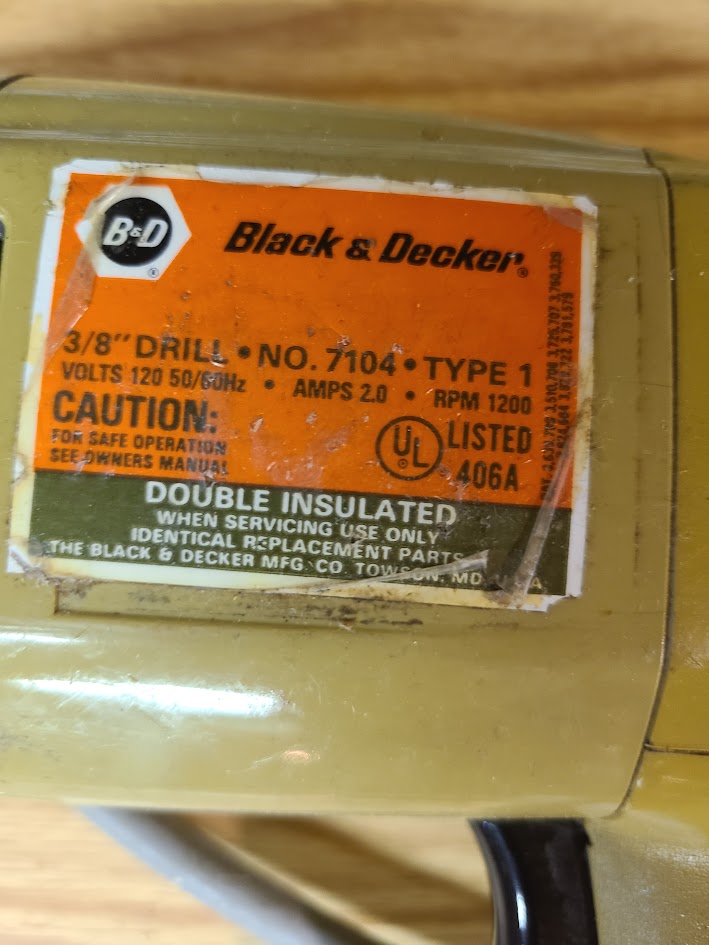 B&D ®
Black & Decker®
3/8" DRILL • NO. 7104 • TYPE 1
VOLTS 120 50/60Hz • AMPS 2.0 • RPM 1200
CAUTION:
FOR SAFE OPERATION
SEE OWNERS MANUAL
UL ® LISTED
406A
DOUBLE INSULATED
WHEN SERVICING USE ONLY
IDENTICAL REPLACEMENT PARTS
THE BLACK & DECKER MFG. CO. TOWSON, MD. U.S.A